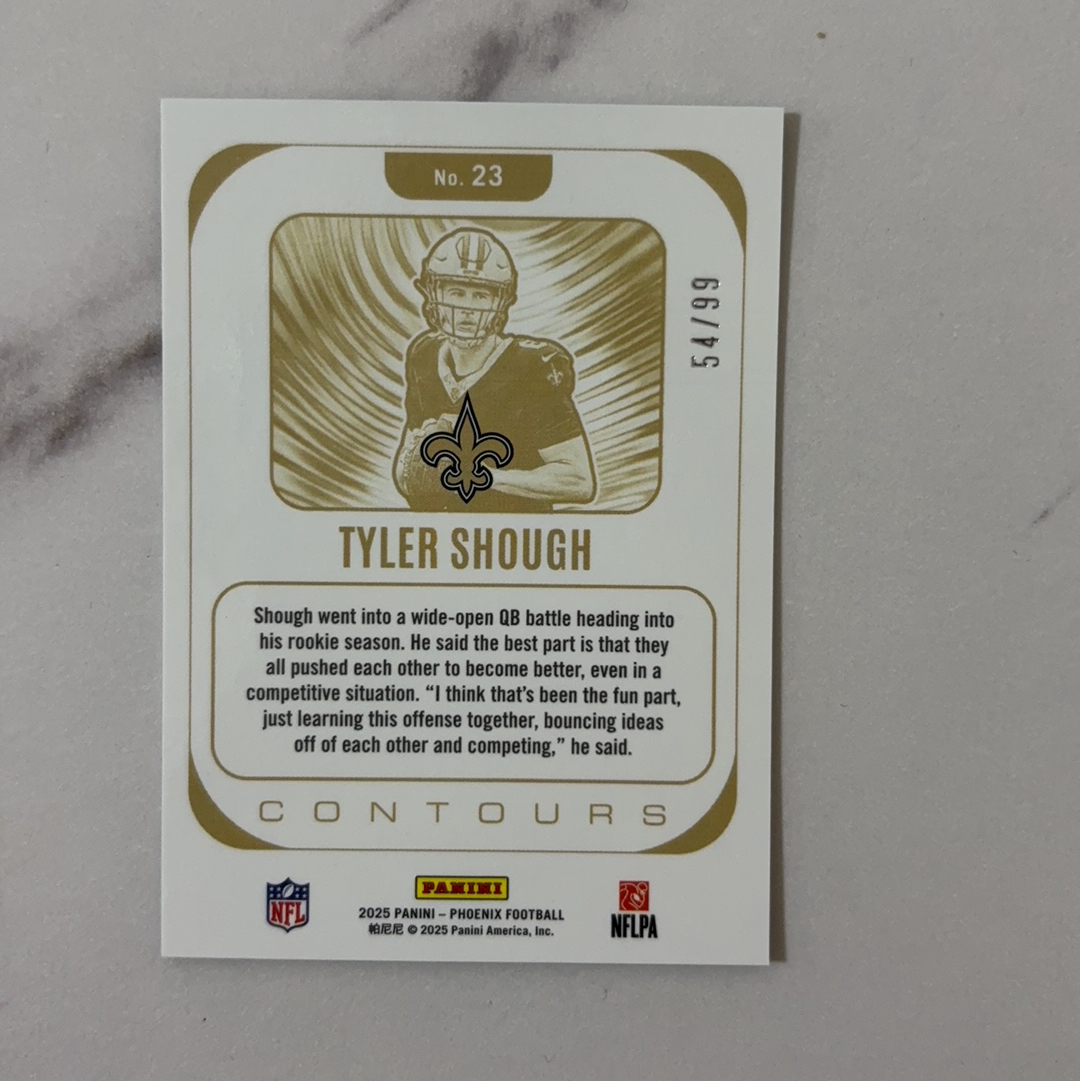 No. 23
54/99
TYLER SHOUGH
Shough went into a wide-open QB battle heading into
his rookie season. He said the best part is that they
all pushed each other to become better, even in a
competitive situation. “I think that’s been the fun part,
just learning this offense together, bouncing ideas
off of each other and competing,” he said.
CONTOURS
NFL
PANINI
2025 PANINI – PHOENIX FOOTBALL
帕尼尼 © 2025 Panini America, Inc.
NFLPA